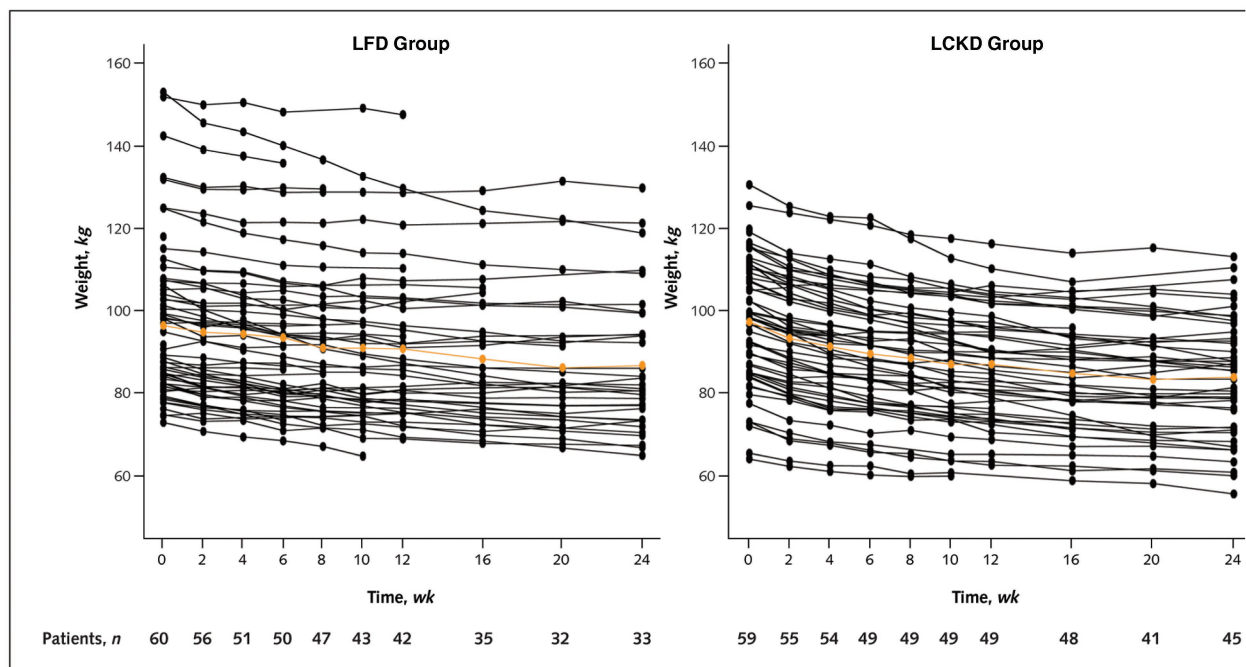 LFD Group
LCKD Group
160
140
120
100
80
60
Weight, kg
0 2 4 6 8 10 12 16 20 24
Time, wk
160
140
120
100
80
60
Weight, kg
0 2 4 6 8 10 12 16 20 24
Time, wk
Patients, n 60 56 51 50 47 43 42 35 32 33 59 55 54 49 49 49 49 48 41 45